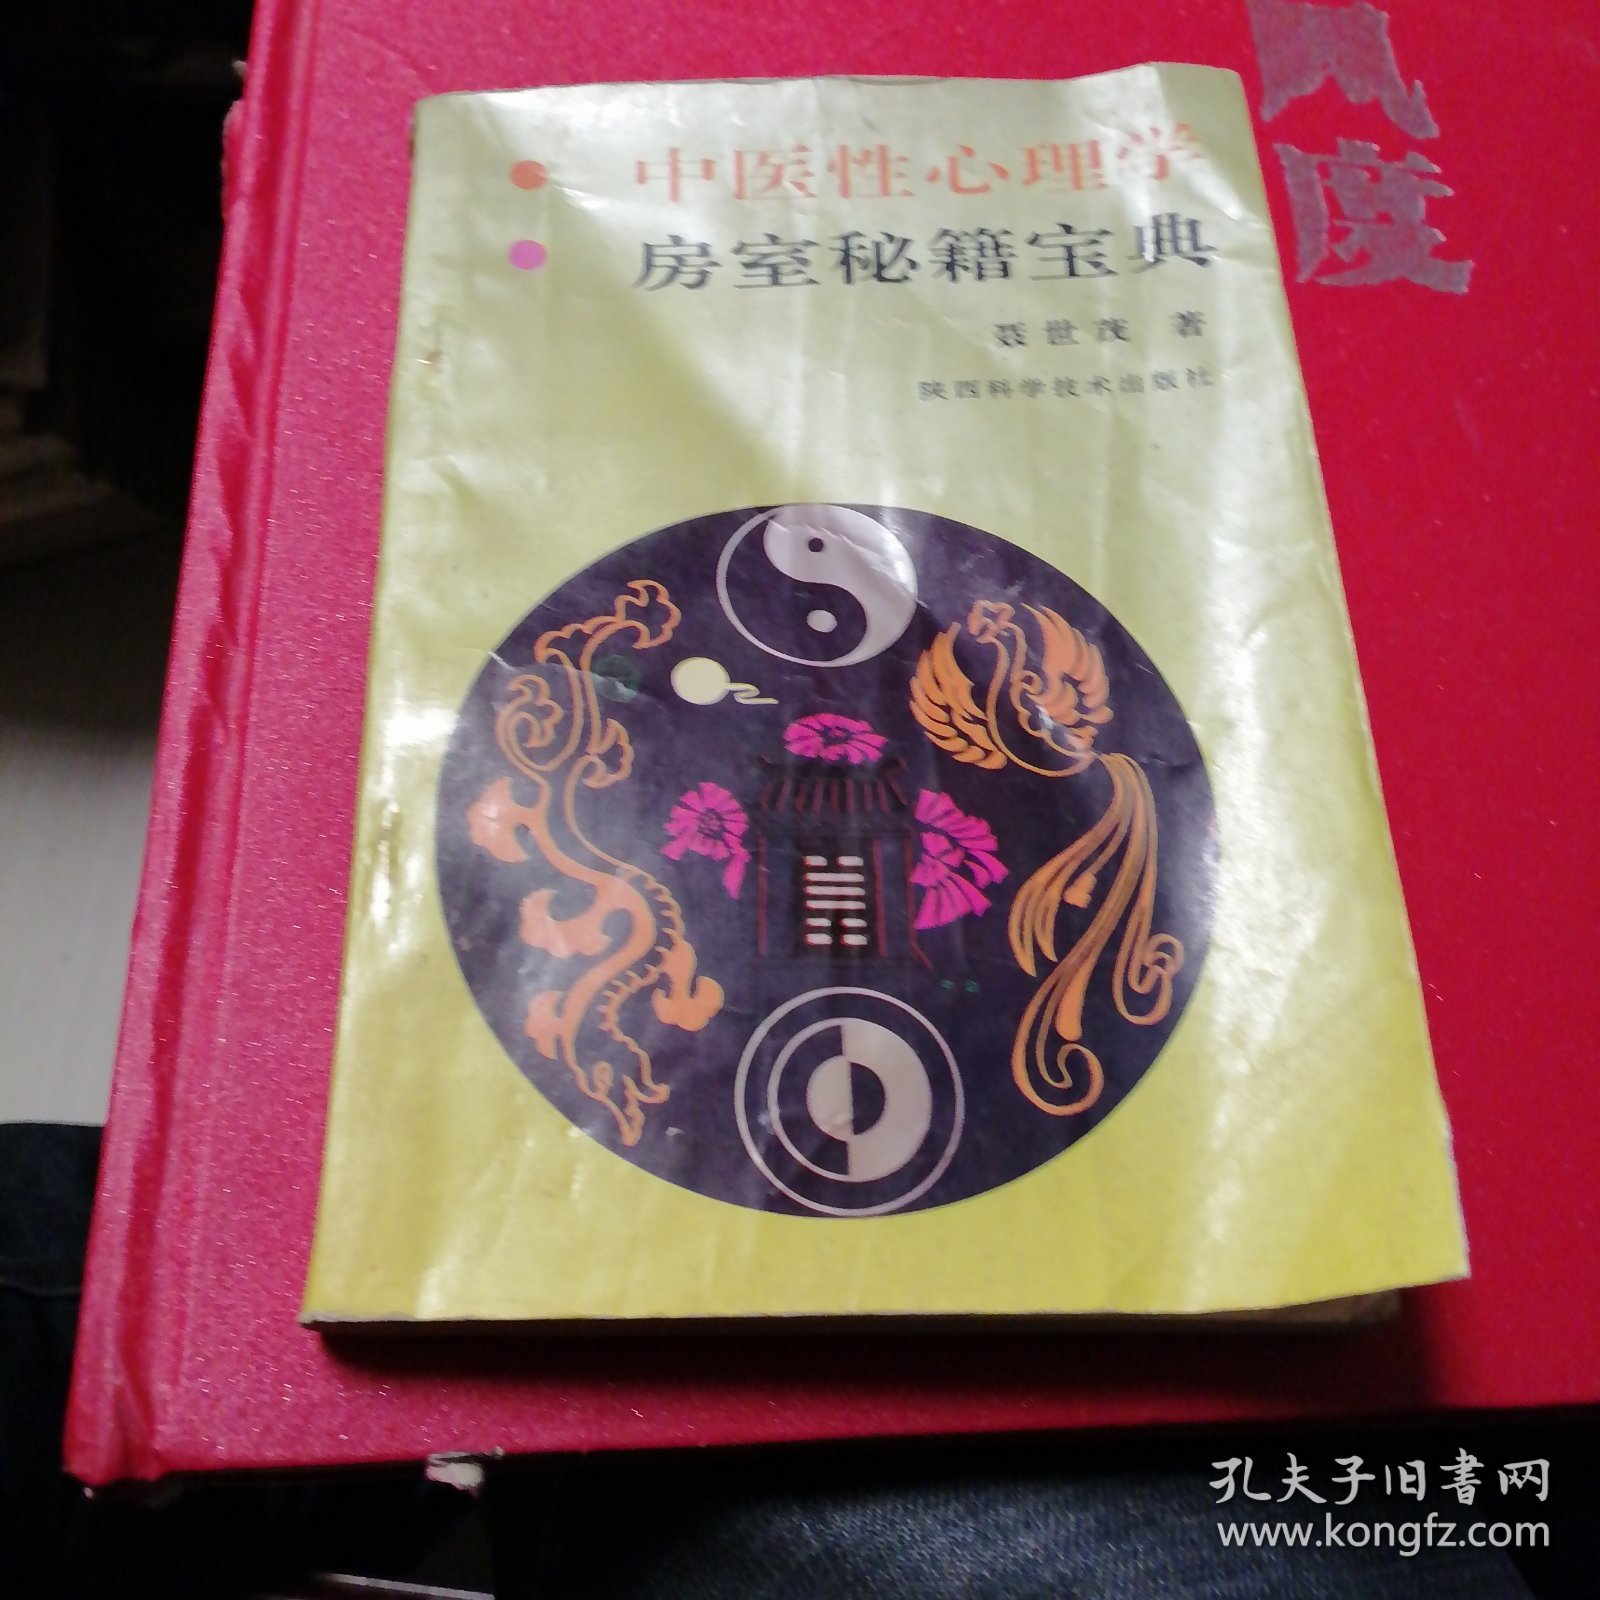 中医性心理学
房室秘籍宝典
聂世茂 著
陕西科学技术出版社
风度
孔夫子旧書网
www.kongfz.com